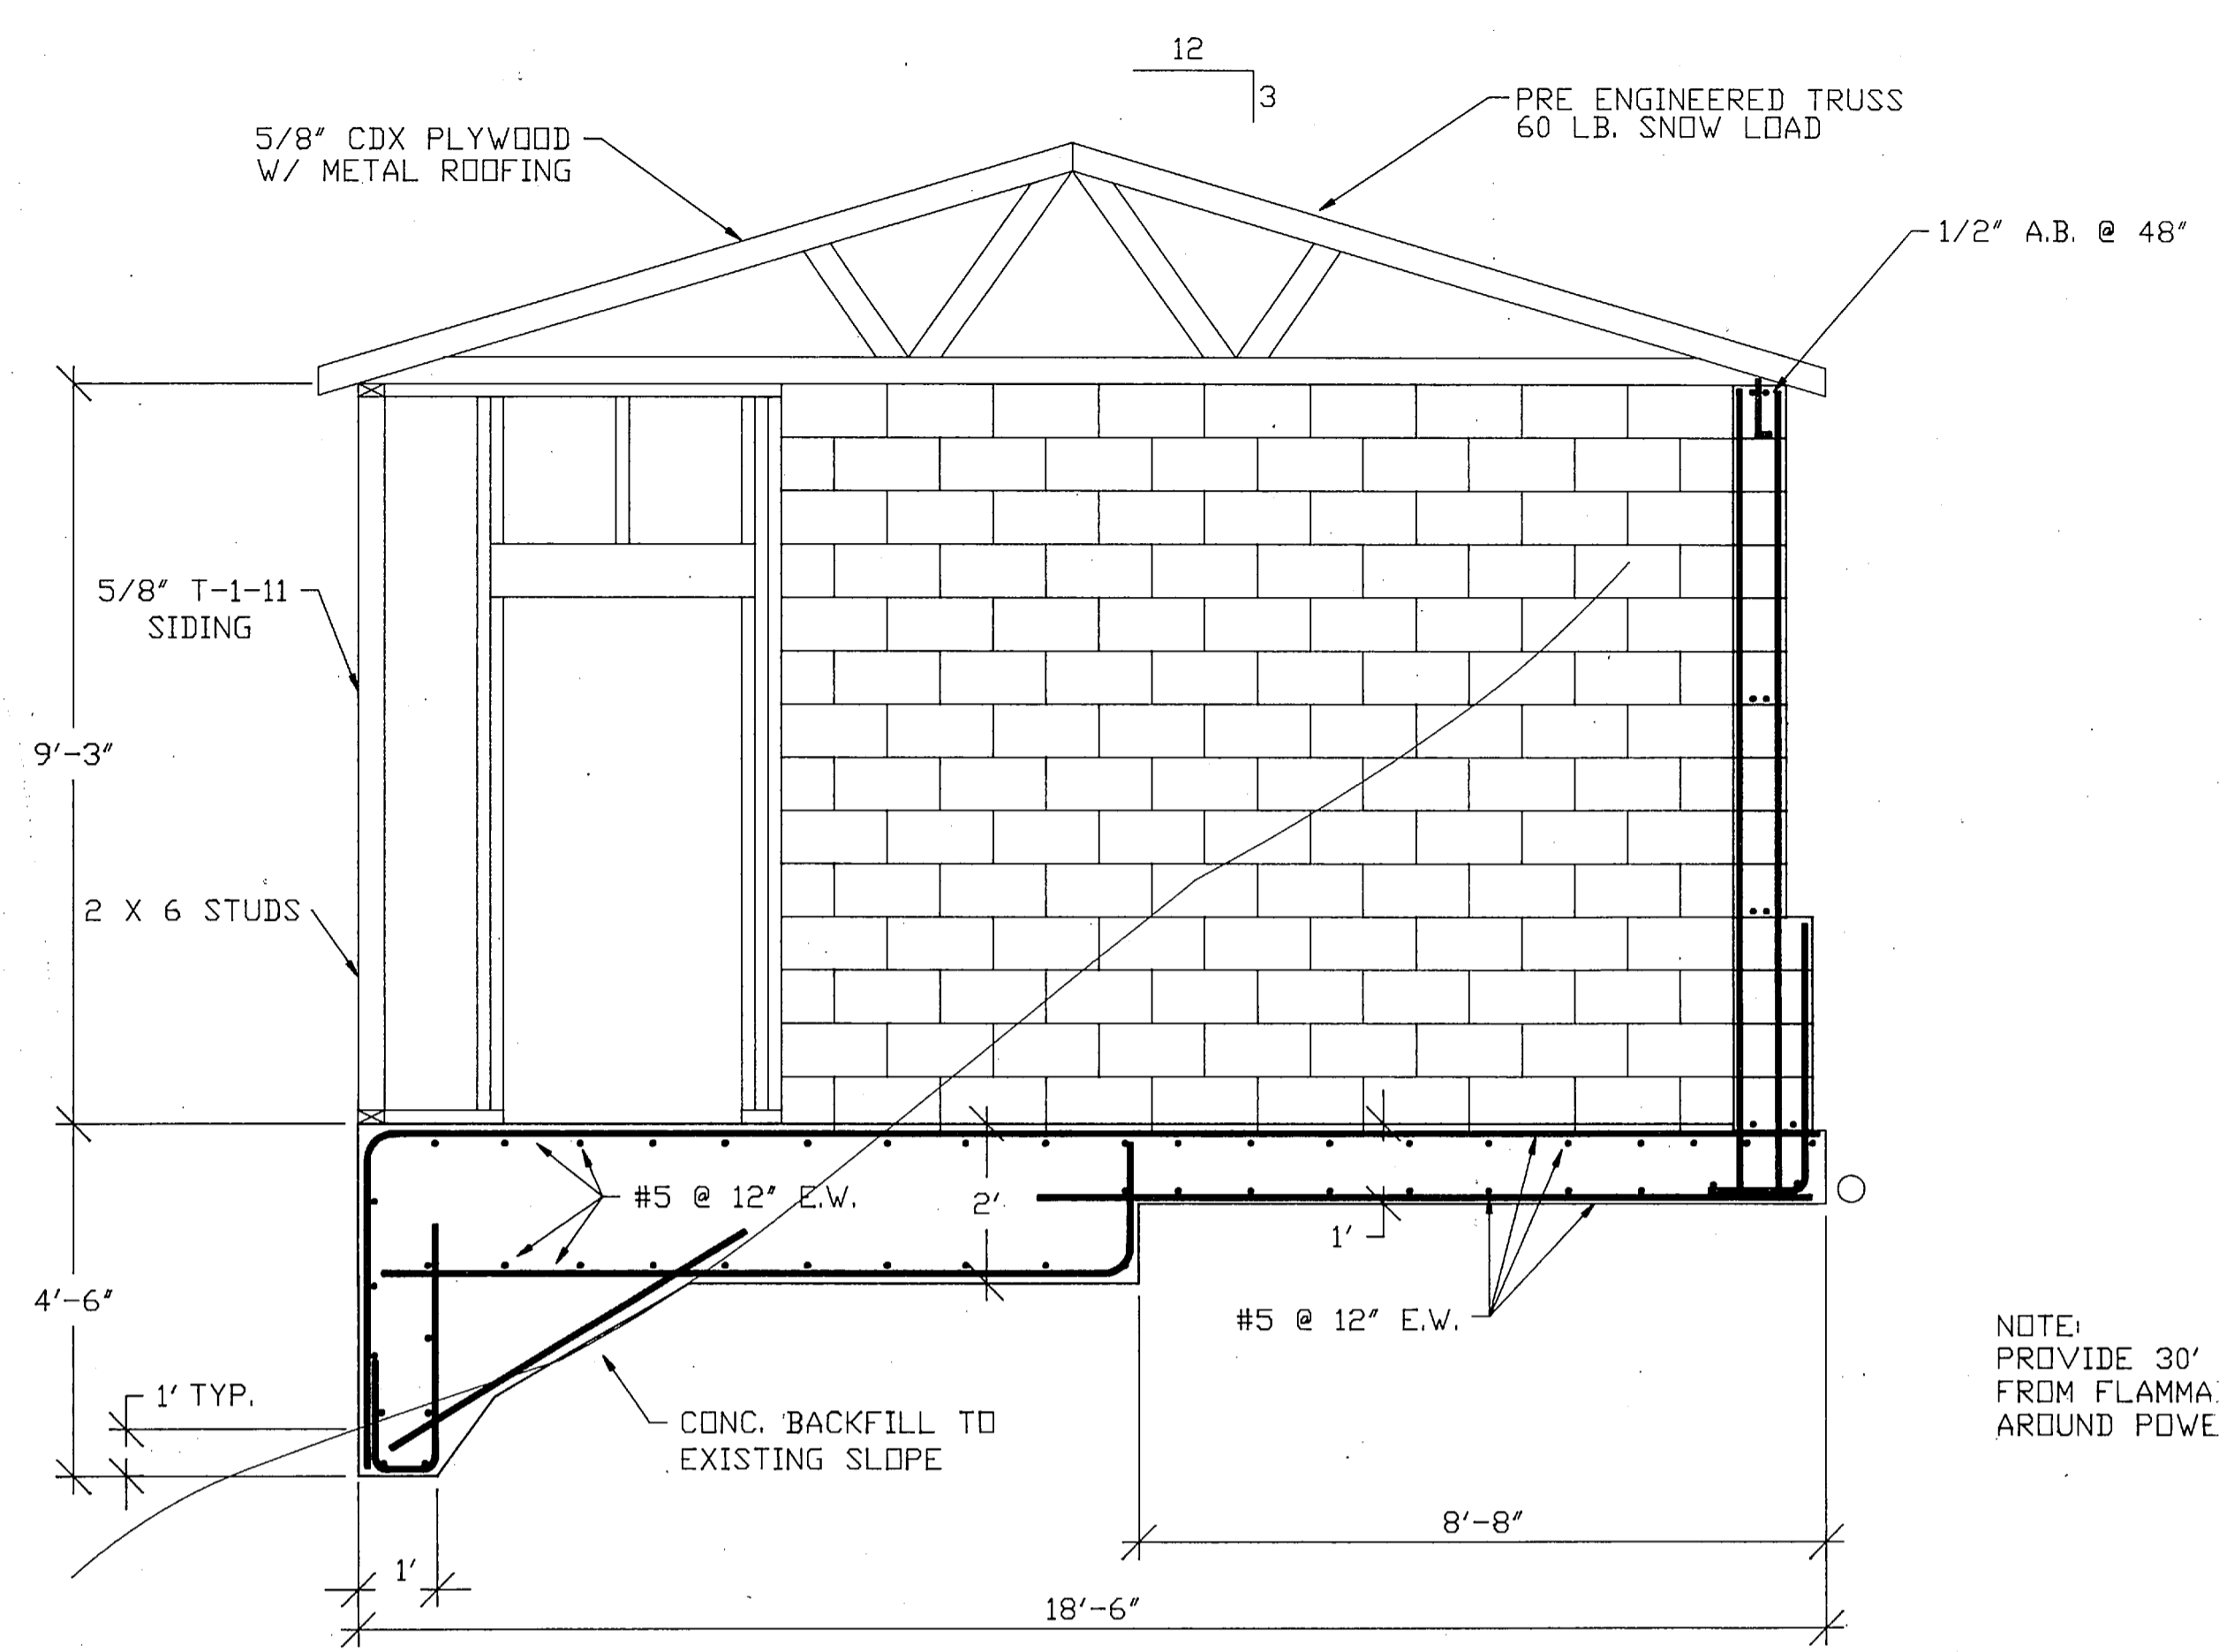 12
3
PRE ENGINEERED TRUSS
60 LB. SNOW LOAD
5/8" CDX PLYWOOD
W/ METAL ROOFING
1/2" A.B. @ 48"
5/8" T-1-11
SIDING
9'-3"
2 X 6 STUDS
#5 @ 12" E.W.
2'
1'
4'-6"
#5 @ 12" E.W.
NOTE:
PROVIDE 30'
FROM FLAMMA
AROUND POWE
1' TYP.
CONC. BACKFILL TO
EXISTING SLOPE
8'-8"
1'
18'-6"